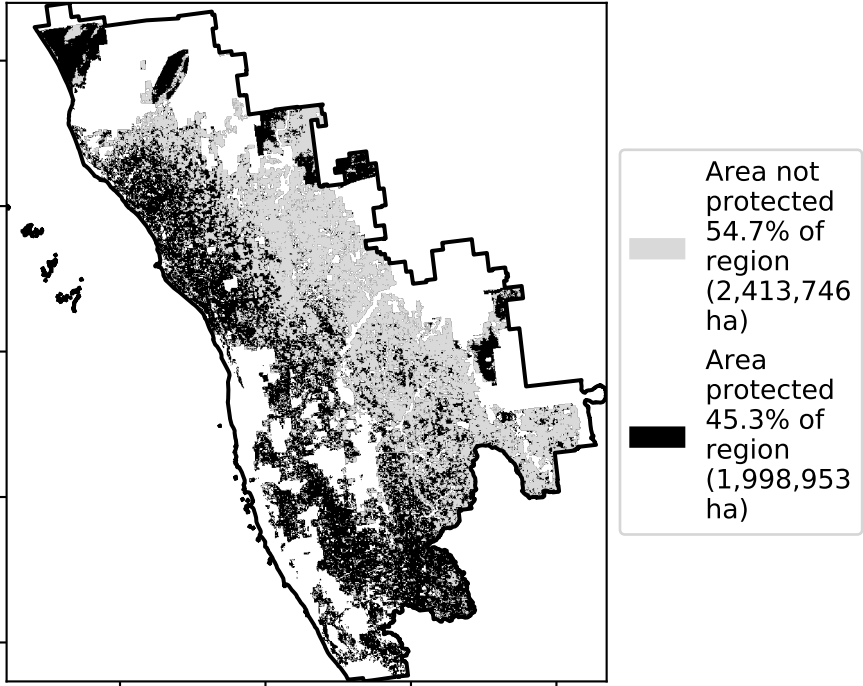 Area not
protected
54.7% of
region
(2,413,746
ha)
Area
protected
45.3% of
region
(1,998,953
ha)